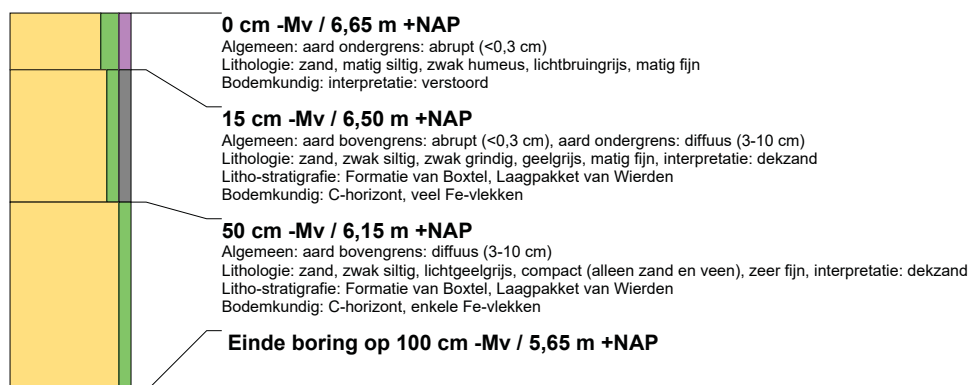 0 cm -Mv / 6,65 m +NAP
Algemeen: aard ondergrens: abrupt (<0,3 cm)
Lithologie: zand, matig siltig, zwak humeus, lichtbruingrijs, matig fijn
Bodemkundig: interpretatie: verstoord
15 cm -Mv / 6,50 m +NAP
Algemeen: aard bovengrens: abrupt (<0,3 cm), aard ondergrens: diffuus (3-10 cm)
Lithologie: zand, zwak siltig, zwak grindig, geelgrijs, matig fijn, interpretatie: dekzand
Litho-stratigrafie: Formatie van Boxtel, Laagpakket van Wierden
Bodemkundig: C-horizont, veel Fe-vlekken
50 cm -Mv / 6,15 m +NAP
Algemeen: aard bovengrens: diffuus (3-10 cm)
Lithologie: zand, zwak siltig, lichtgeelgrijs, compact (alleen zand en veen), zeer fijn, interpretatie: dekzand
Litho-stratigrafie: Formatie van Boxtel, Laagpakket van Wierden
Bodemkundig: C-horizont, enkele Fe-vlekken
Einde boring op 100 cm -Mv / 5,65 m +NAP